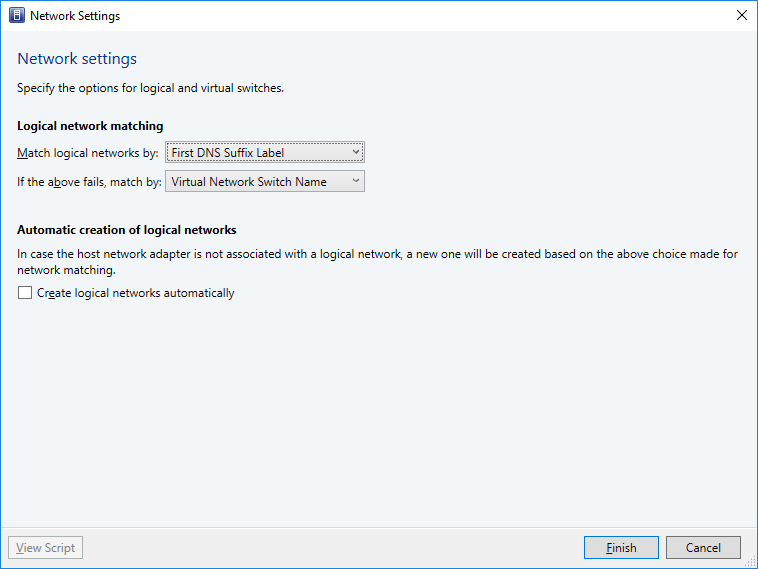 Network Settings
Network settings
Specify the options for logical and virtual switches.
Logical network matching
Match logical networks by: First DNS Suffix Label
If the above fails, match by: Virtual Network Switch Name
Automatic creation of logical networks
In case the host network adapter is not associated with a logical network, a new one will be created based on the above choice made for
network matching.
Create logical networks automatically
View Script Finish Cancel